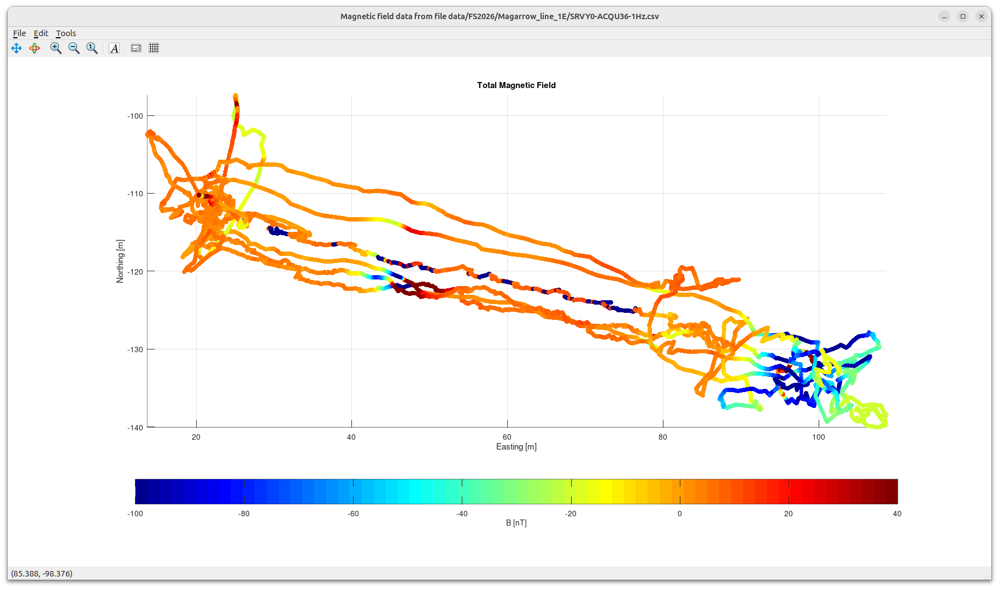 Magnetic field data from file data/FS2026/Magarrow_line_1E/SRVY0-ACQU36-1Hz.csv
File Edit Tools
1 A
Total Magnetic Field
-100
-110
-120
-130
-140
Northing [m]
20 40 60 80 100
Easting [m]
-100 -80 -60 -40 -20 0 20 40
B [nT]
(85.388, -98.376)